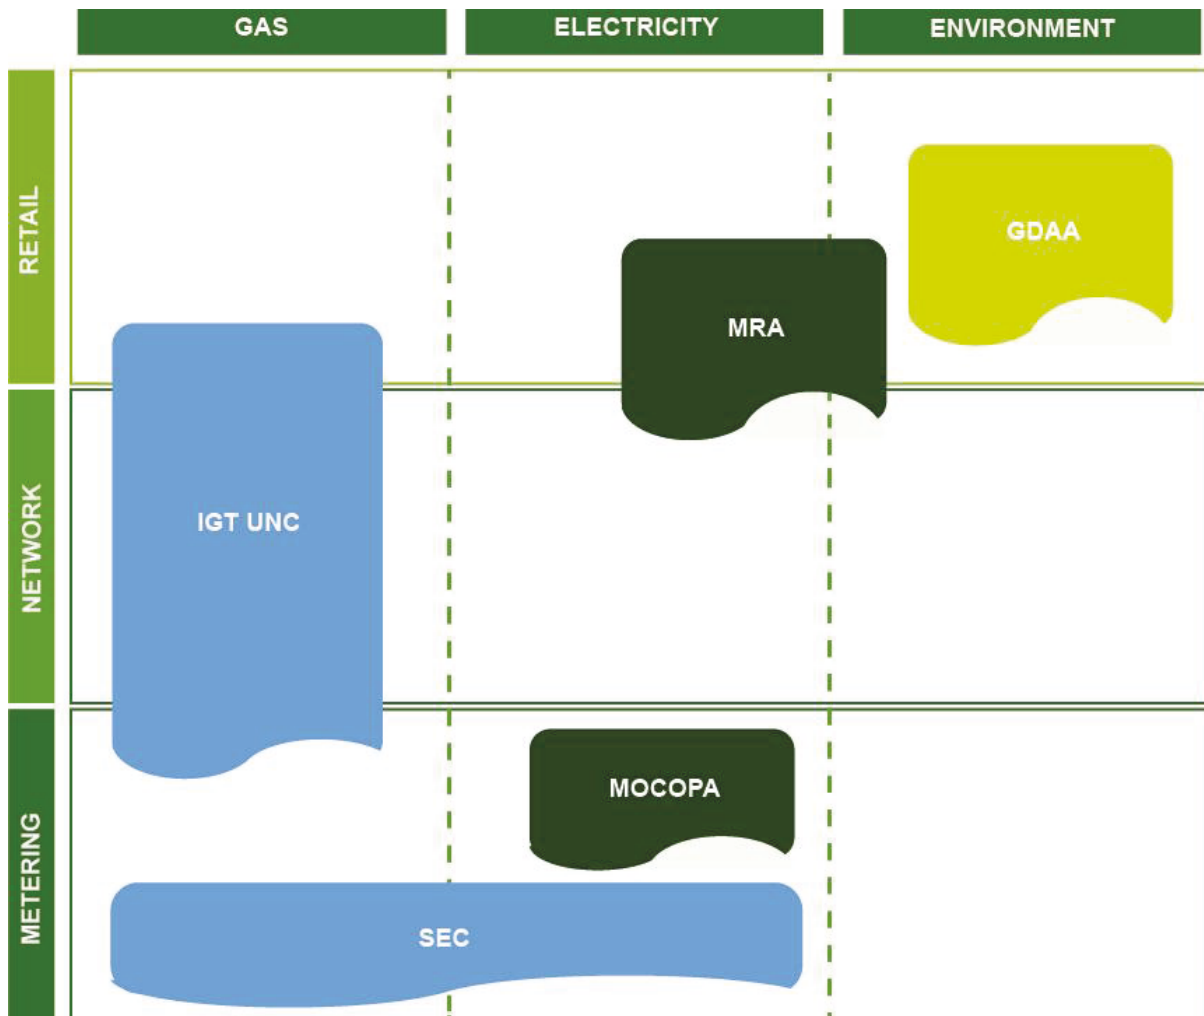 GAS
ELECTRICITY
ENVIRONMENT
RETAIL
GDAA
MRA
NETWORK
IGT UNC
METERING
MOCOPA
SEC